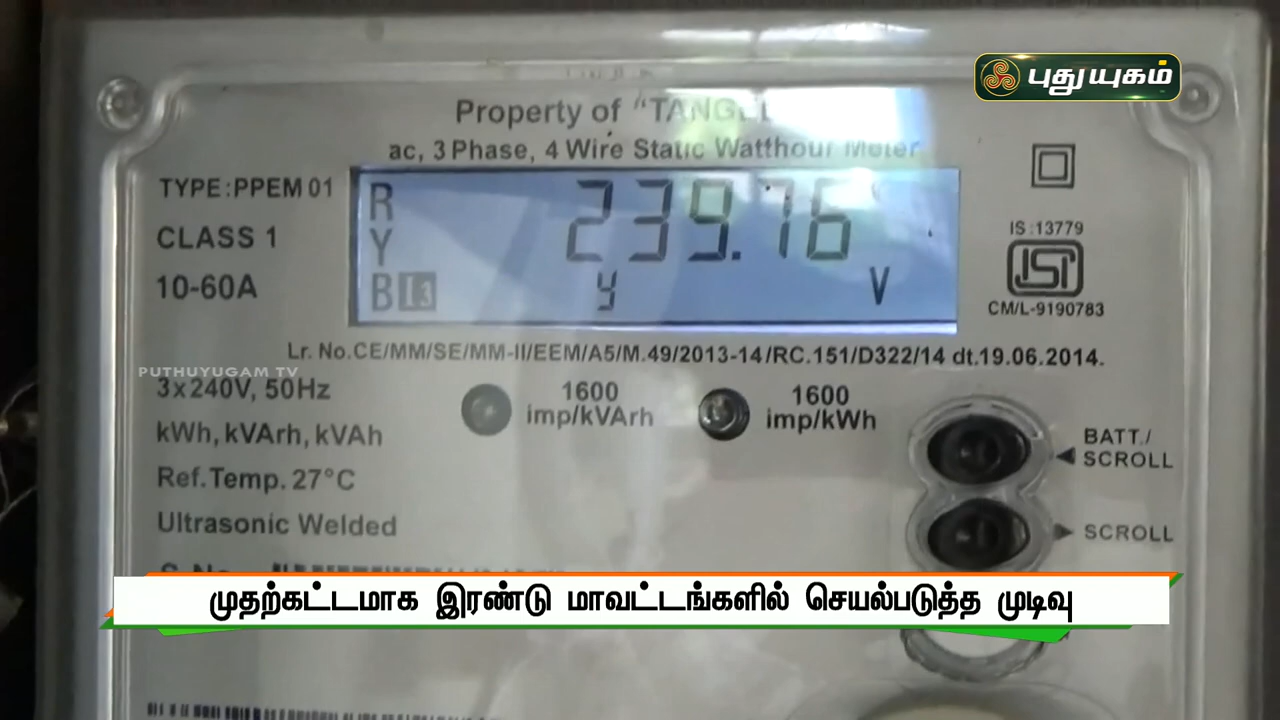 புதுயுகம்
Property of "TANGE
ac, 3 Phase, 4 Wire Static Watthour Meter
TYPE:PPEM 01
CLASS 1
10-60A
R
Y
B I3
239.76
y V
IS :13779
ISI
CM/L-9190783
Lr. No.CE/MM/SE/MM-II/EEM/A5/M.49/2013-14/RC.151/D322/14 dt.19.06.2014.
PUTHUYUGAM TV
3x240V, 50Hz
kWh, kVArh, kVAh
Ref. Temp. 27°C
Ultrasonic Welded
1600
imp/kVArh
1600
imp/kWh
BATT./
SCROLL
SCROLL
முதற்கட்டமாக இரண்டு மாவட்டங்களில் செயல்படுத்த முடிவு